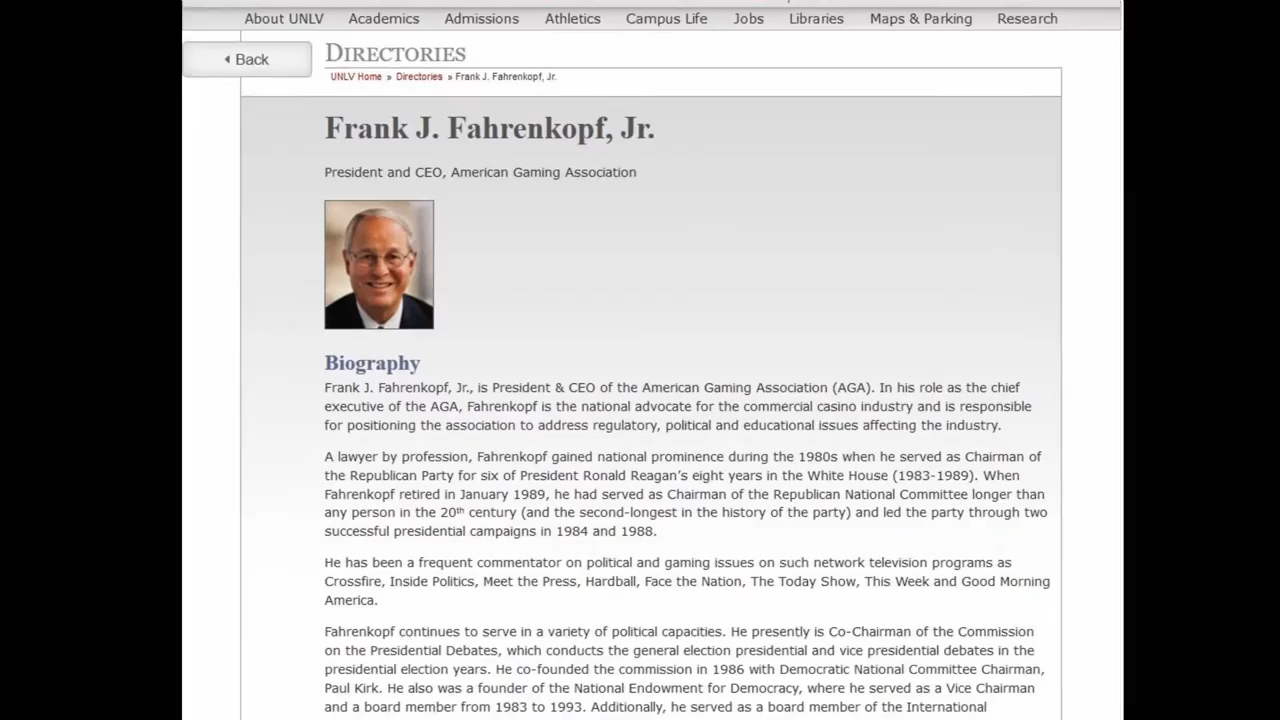 About UNLV Academics Admissions Athletics Campus Life Jobs Libraries Maps & Parking Research
Back
DIRECTORIES
UNLV Home » Directories » Frank J. Fahrenkopf, Jr.
Frank J. Fahrenkopf, Jr.
President and CEO, American Gaming Association
Biography
Frank J. Fahrenkopf, Jr., is President & CEO of the American Gaming Association (AGA). In his role as the chief
executive of the AGA, Fahrenkopf is the national advocate for the commercial casino industry and is responsible
for positioning the association to address regulatory, political and educational issues affecting the industry.
A lawyer by profession, Fahrenkopf gained national prominence during the 1980s when he served as Chairman of
the Republican Party for six of President Ronald Reagan’s eight years in the White House (1983-1989). When
Fahrenkopf retired in January 1989, he had served as Chairman of the Republican National Committee longer than
any person in the 20th century (and the second-longest in the history of the party) and led the party through two
successful presidential campaigns in 1984 and 1988.
He has been a frequent commentator on political and gaming issues on such network television programs as
Crossfire, Inside Politics, Meet the Press, Hardball, Face the Nation, The Today Show, This Week and Good Morning
America.
Fahrenkopf continues to serve in a variety of political capacities. He presently is Co-Chairman of the Commission
on the Presidential Debates, which conducts the general election presidential and vice presidential debates in the
presidential election years. He co-founded the commission in 1986 with Democratic National Committee Chairman,
Paul Kirk. He also was a founder of the National Endowment for Democracy, where he served as a Vice Chairman
and a board member from 1983 to 1993. Additionally, he served as a board member of the International